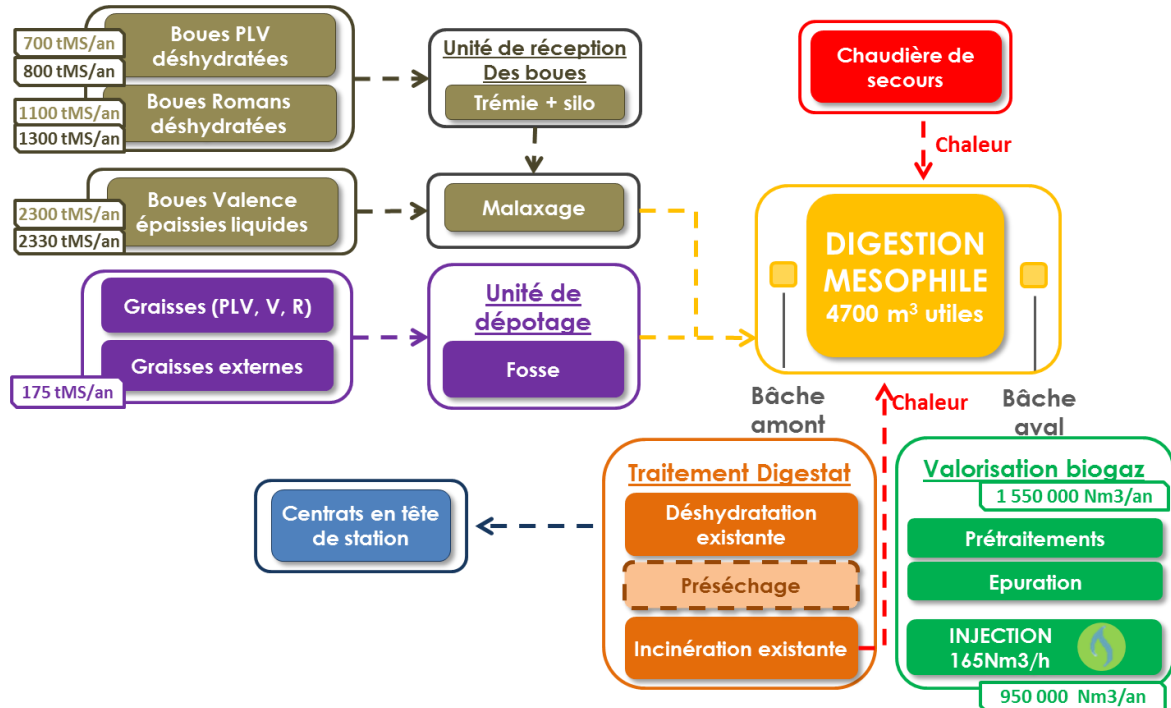 700 tMS/an
800 tMS/an
Boues PLV
déshydratées
1100 tMS/an
1300 tMS/an
Boues Romans
déshydratées
Unité de réception
Des boues
Trémie + silo
Chaudière de
secours
Chaleur
2300 tMS/an
2330 tMS/an
Boues Valence
épaissies liquides
Malaxage
DIGESTION
MESOPHILE
4700 m³ utiles
Graisses (PLV, V, R)
Graisses externes
175 tMS/an
Unité de
dépotage
Fosse
Bâche
amont
Chaleur
Bâche
aval
Centrats en tête
de station
Traitement Digestat
Déshydratation
existante
Préséchage
Incinération existante
Valorisation biogaz
1 550 000 Nm3/an
Prétraitements
Epuration
INJECTION
165Nm3/h
950 000 Nm3/an